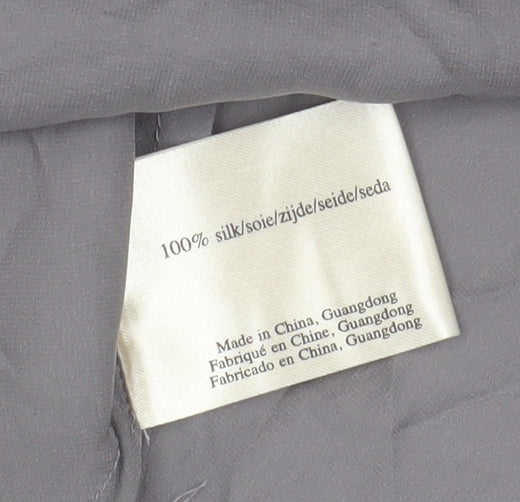 100% silk/soie/zijde/seide/seda
Made in China, Guangdong
Fabriqué en Chine, Guangdong
Fabricado en China, Guangdong